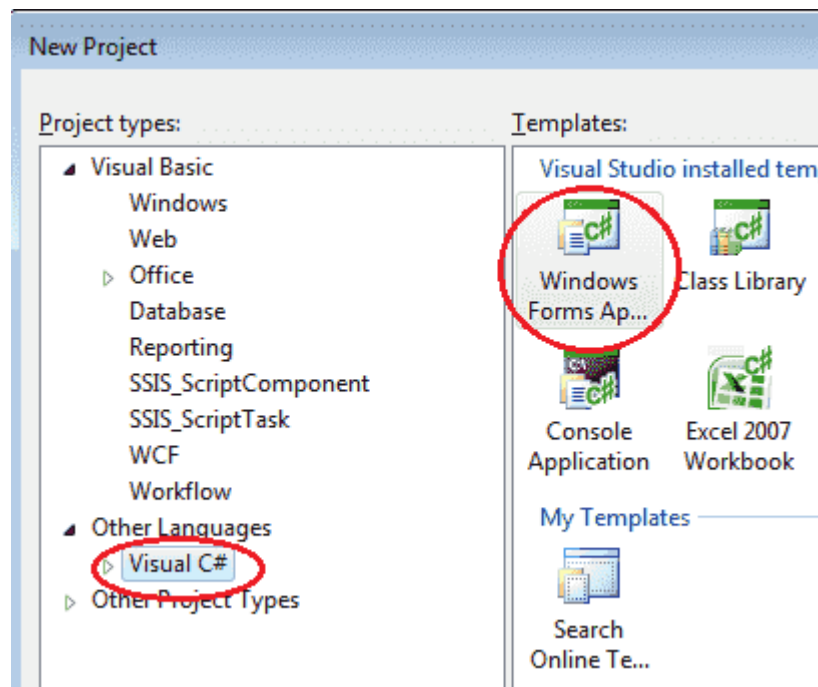 New Project
Project types:
Visual Basic
Windows
Web
Office
Database
Reporting
SSIS_ScriptComponent
SSIS_ScriptTask
WCF
Workflow
Other Languages
Visual C#
Other Project Types
Templates:
Visual Studio installed tem
C# C#
Windows Class Library
Forms Ap...
C:\
C# C#
Console Excel 2007
Application Workbook
My Templates
Search
Online Te...